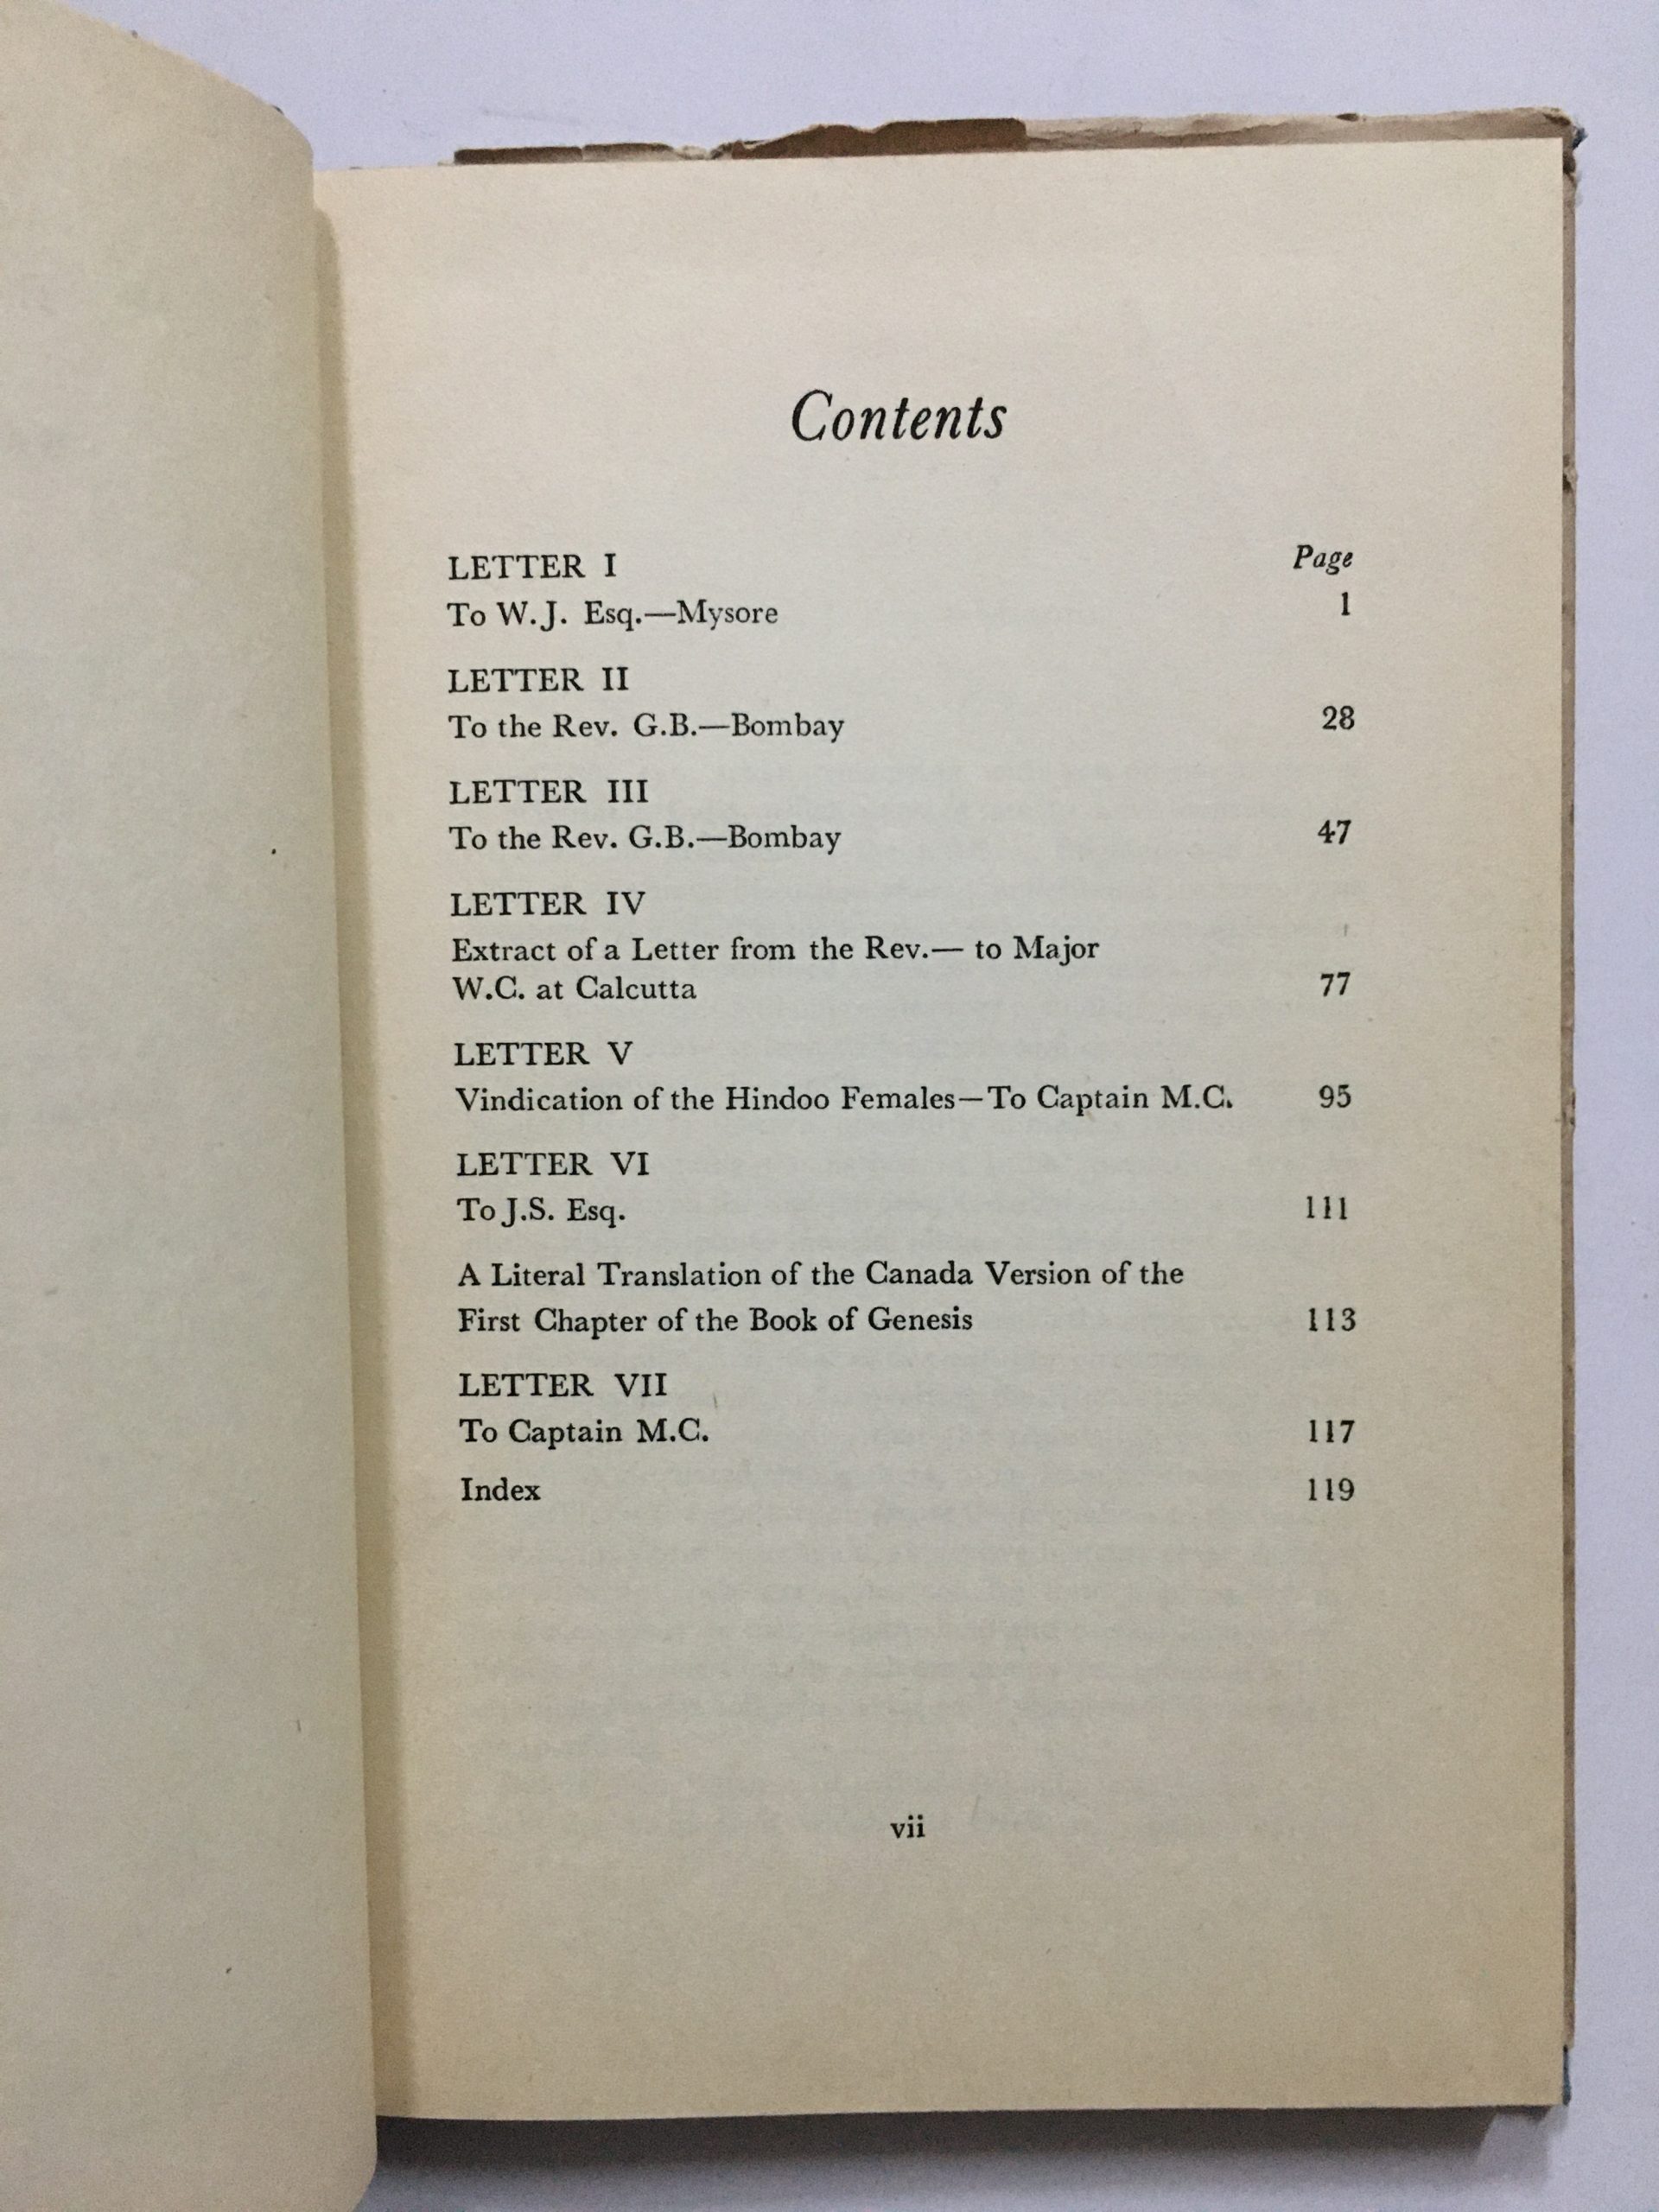 Contents
LETTER I Page
To W.J. Esq.—Mysore 1
LETTER II
To the Rev. G.B.—Bombay 28
LETTER III
To the Rev. G.B.—Bombay 47
LETTER IV
Extract of a Letter from the Rev.— to Major
W.C. at Calcutta 77
LETTER V
Vindication of the Hindoo Females—To Captain M.C. 95
LETTER VI
To J.S. Esq. 111
A Literal Translation of the Canada Version of the
First Chapter of the Book of Genesis 113
LETTER VII
To Captain M.C. 117
Index 119
vii